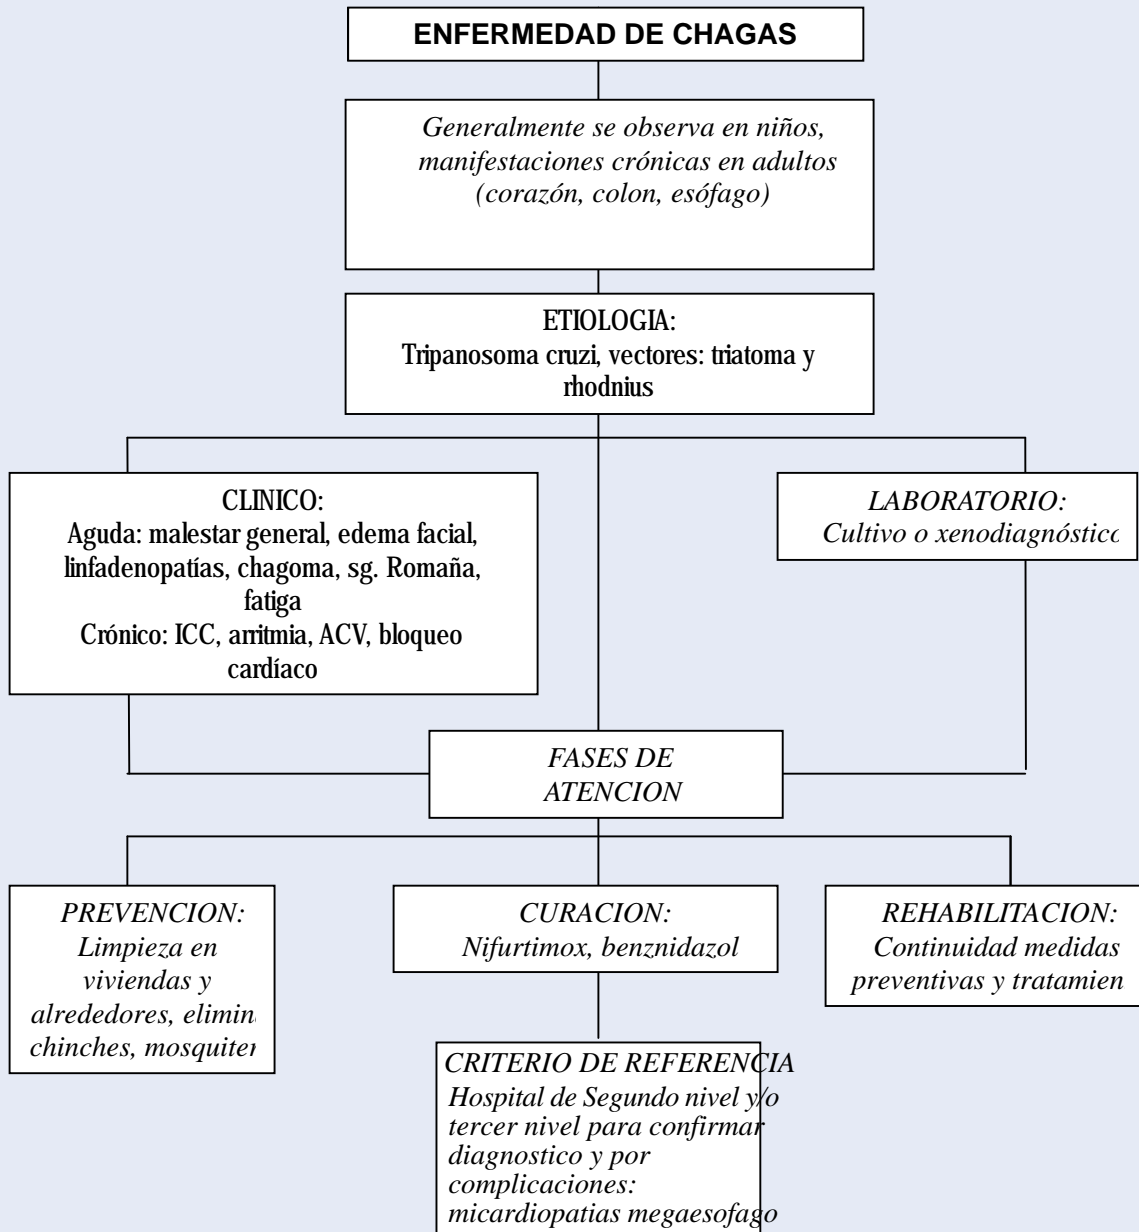 ENFERMEDAD DE CHAGAS
Generalmente se observa en niños,
manifestaciones crónicas en adultos
(corazón, colon, esófago)
ETIOLOGIA:
Tripanosoma cruzi, vectores: triatoma y
rhodnius
CLINICO:
Aguda: malestar general, edema facial,
linfadenopatías, chagoma, sg. Romaña,
fatiga
Crónico: ICC, arritmia, ACV, bloqueo
cardíaco
LABORATORIO:
Cultivo o xenodiagnóstico
FASES DE
ATENCION
PREVENCION:
Limpieza en
viviendas y
alrededores, elimin
chinches, mosquiter
CURACION:
Nifurtimox, benznidazol
REHABILITACION:
Continuidad medidas
preventivas y tratamien
CRITERIO DE REFERENCIA
Hospital de Segundo nivel y/o
tercer nivel para confirmar
diagnostico y por
complicaciones:
micardiopatias megaesofago